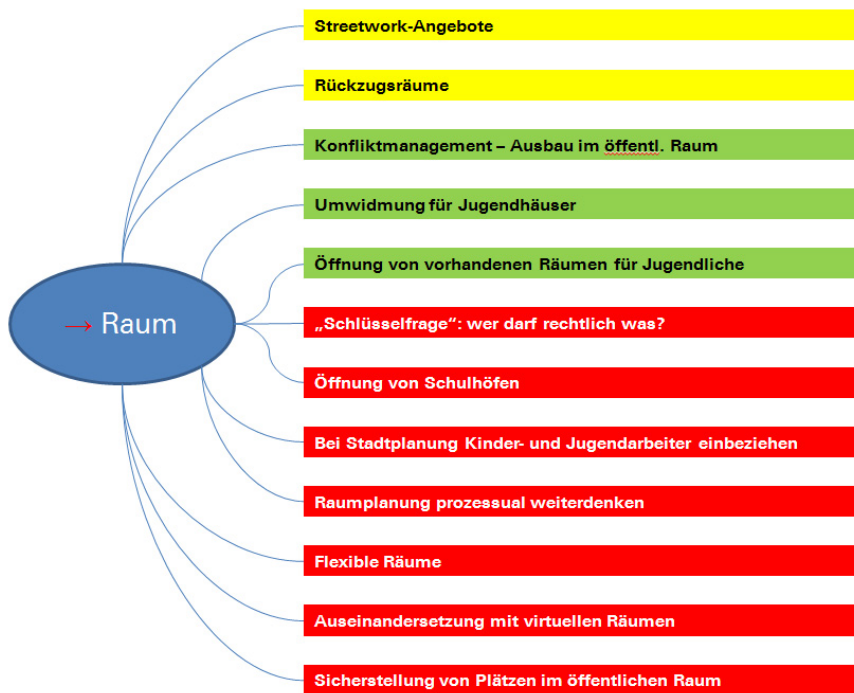 Streetwork-Angebote
Rückzugsräume
Konfliktmanagement – Ausbau im öffentl. Raum
Umwidmung für Jugendhäuser
Öffnung von vorhandenen Räumen für Jugendliche
→ Raum
„Schlüsselfrage“: wer darf rechtlich was?
Öffnung von Schulhöfen
Bei Stadtplanung Kinder- und Jugendarbeiter einbeziehen
Raumplanung prozessual weiterdenken
Flexible Räume
Auseinandersetzung mit virtuellen Räumen
Sicherstellung von Plätzen im öffentlichen Raum